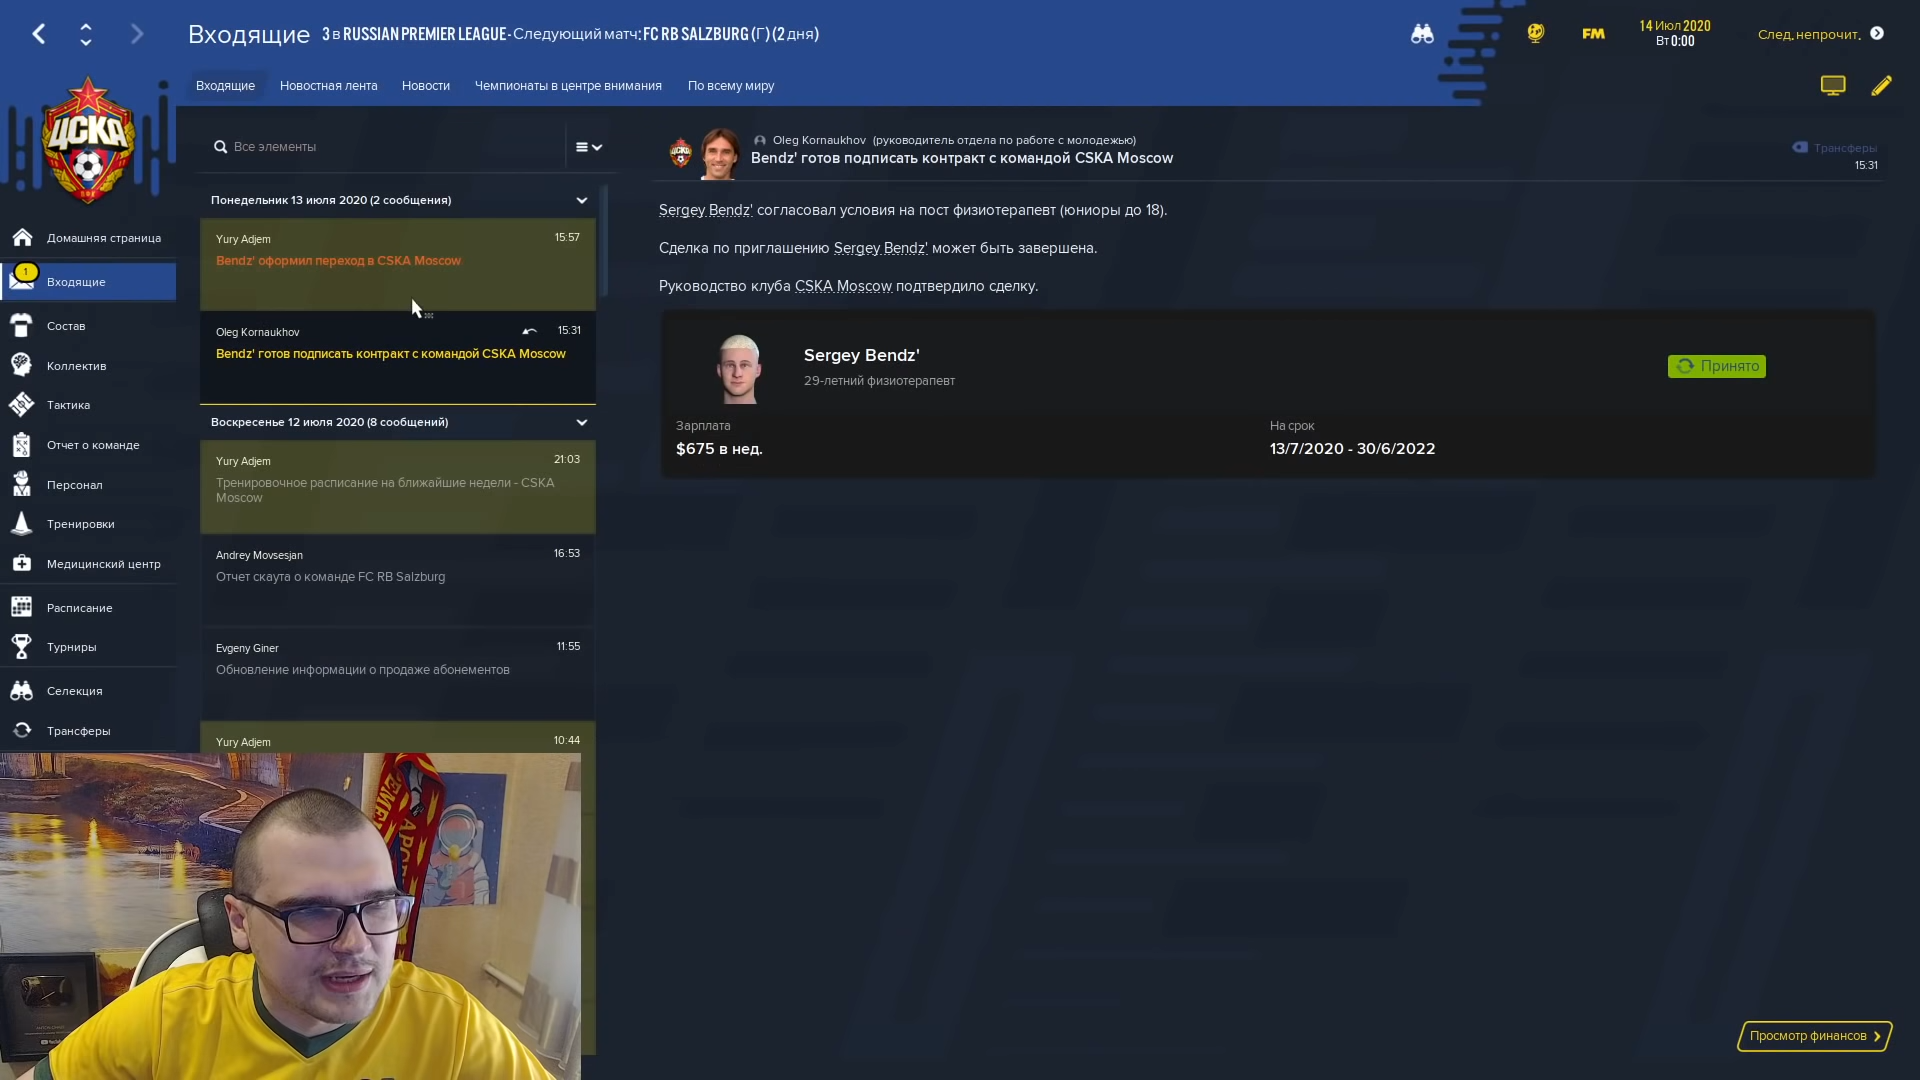 Входящие
3 в RUSSIAN PREMIER LEAGUE - Следующий матч: FC RB SALZBURG (Г) (2 дня)
FM
14 Июл 2020
Вт 0:00
След. непрочит.
Входящие
Новостная лента
Новости
Чемпионаты в центре внимания
По всему миру
ЦСКА
Домашняя страница
1
Входящие
Состав
Коллектив
Тактика
Отчет о команде
Персонал
Тренировки
Медицинский центр
Расписание
Турниры
Селекция
Трансферы
Все элементы
Понедельник 13 июля 2020 (2 сообщения)
Yury Adjem
15:57
Bendz' оформил переход в CSKA Moscow
Oleg Kornaukhov
15:31
Bendz' готов подписать контракт с командой CSKA Moscow
Воскресенье 12 июля 2020 (8 сообщений)
Yury Adjem
21:03
Тренировочное расписание на ближайшие недели - CSKA
Moscow
Andrey Movsesjan
16:53
Отчет скаута о команде FC RB Salzburg
Evgeny Giner
11:55
Обновление информации о продаже абонементов
Yury Adjem
10:44
Oleg Kornaukhov (руководитель отдела по работе с молодежью)
Bendz' готов подписать контракт с командой CSKA Moscow
Трансферы
15:31
Sergey Bendz' согласовал условия на пост физиотерапевт (юниоры до 18).
Сделка по приглашению Sergey Bendz' может быть завершена.
Руководство клуба CSKA Moscow подтвердило сделку.
Sergey Bendz'
29-летний физиотерапевт
Принято
Зарплата
$675 в нед.
На срок
13/7/2020 - 30/6/2022
Просмотр финансов